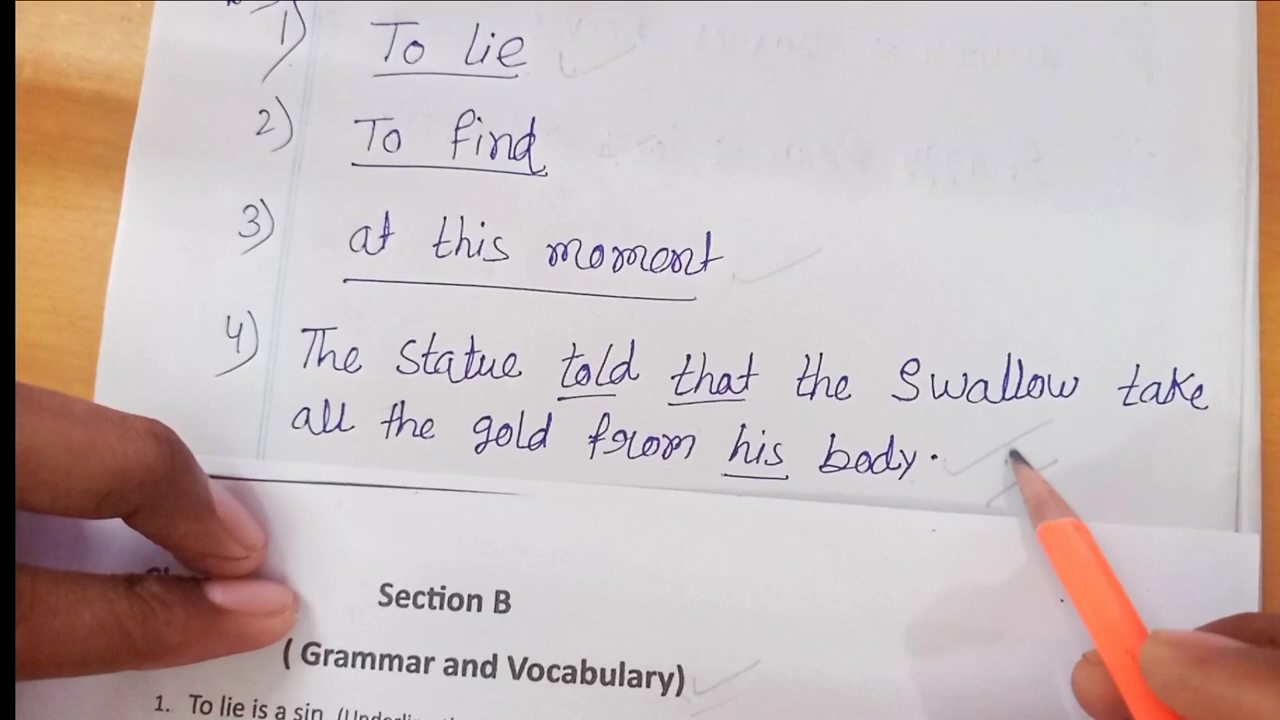 1) To lie
2) To find
3) at this moment
4) The statue told that the Swallow take
all the gold from his body.
Section B
( Grammar and Vocabulary)
1. To lie is a sin